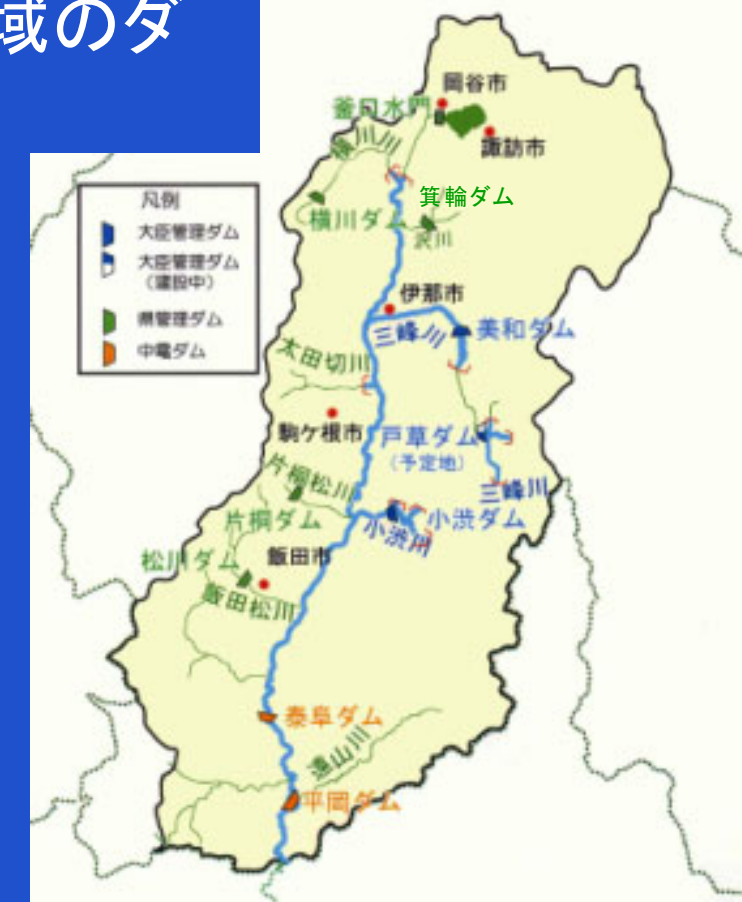 域のダ
岡谷市
釜口水門
諏訪市
横川川
箕輪ダム
横川ダム
沢川
凡例
大臣管理ダム
大臣管理ダム
(建設中)
県管理ダム
中電ダム
伊那市
三峰川
美和ダム
太田切川
駒ケ根市
戸草ダム
(予定地)
片桐松川
三峰川
片桐ダム
小渋川
小渋ダム
松川ダム
飯田市
飯田松川
泰阜ダム
遠山川
平岡ダム